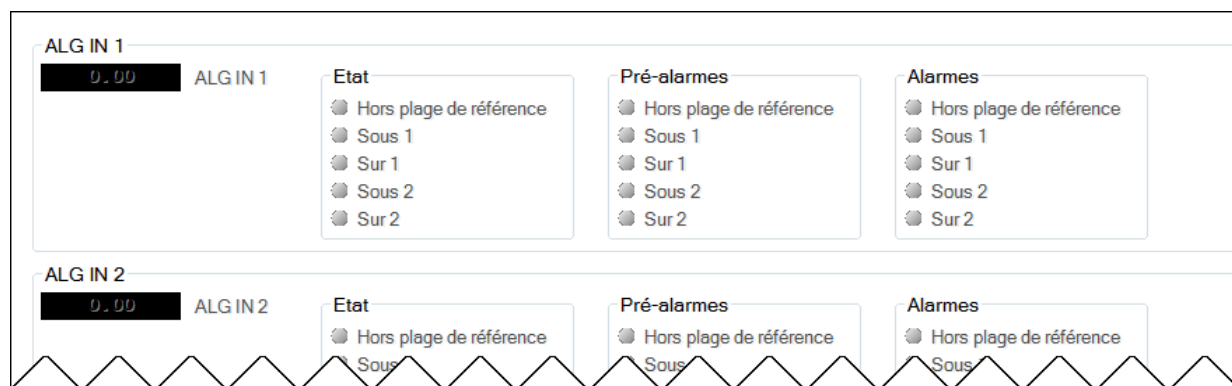 ALG IN 1
0.00 ALG IN 1
Etat
Hors plage de référence
Sous 1
Sur 1
Sous 2
Sur 2
Pré-alarmes
Hors plage de référence
Sous 1
Sur 1
Sous 2
Sur 2
Alarmes
Hors plage de référence
Sous 1
Sur 1
Sous 2
Sur 2
ALG IN 2
0.00 ALG IN 2
Etat
Hors plage de référence
Sous
Pré-alarmes
Hors plage de référence
Sous
Alarmes
Hors plage de référence
Sous